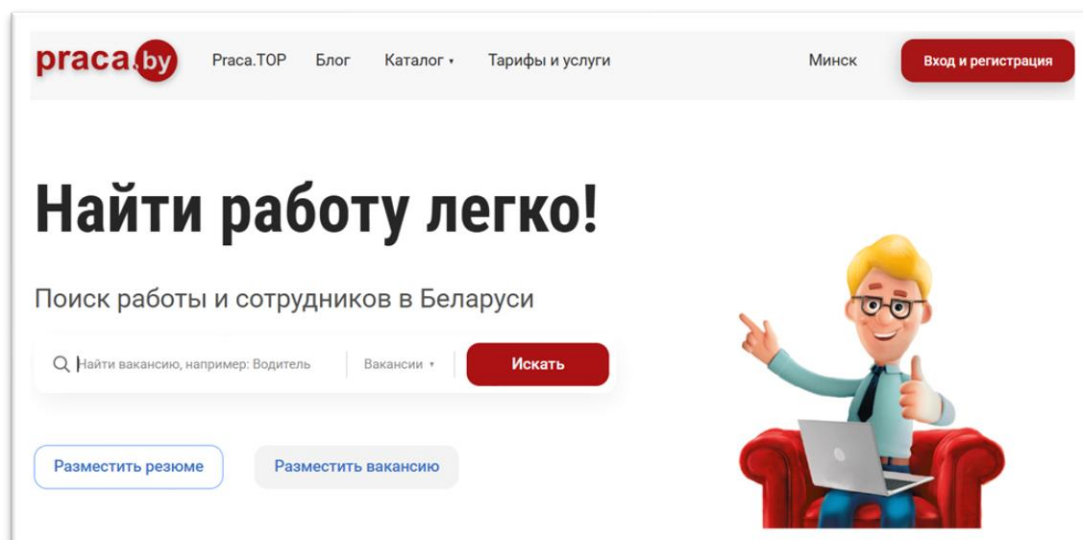 praca.by Praca.TOP Блог Каталог Тарифы и услуги Минск Вход и регистрация
Найти работу легко!
Поиск работы и сотрудников в Беларуси
Найти вакансию, например: Водитель Вакансии Искать
Разместить резюме Разместить вакансию